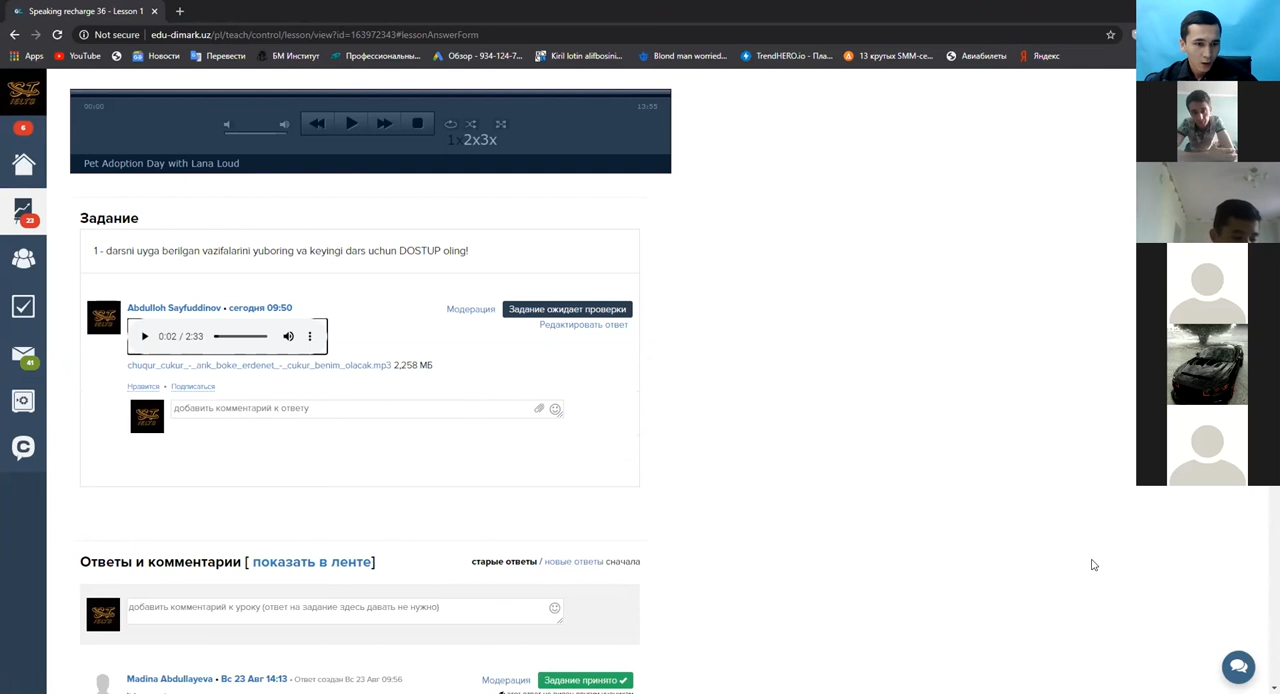 Speaking recharge 36 - Lesson 1
Not secure | edu-dimark.uz/pl/teach/control/lesson/view?id=163972343#lessonAnswerForm
Apps YouTube Новости Перевести БМ Институт Профессиональны... Обзор - 934-124-7... Kiril lotin alifbosini... Blond man worried... TrendHERO.io - Пла... 13 крутых SMM-се... Авиабилеты Яндекс
SI
IELTS
6
23
41
00:00 13:55
1x2x3x
Pet Adoption Day with Lana Loud
Задание
1 - darsni uyga berilgan vazifalarini yuboring va keyingi dars uchun DOSTUP oling!
Abdulloh Sayfuddinov • сегодня 09:50 Модерация Задание ожидает проверки
Редактировать ответ
0:02 / 2:33
chuqur_cukur_-_arık_boke_erdenet_-_cukur_benim_olacak.mp3 2,258 МБ
Нравится • Подписаться
добавить комментарий к ответу
Ответы и комментарии [ показать в ленте]
старые ответы / новые ответы сначала
добавить комментарий к уроку (ответ на задание здесь давать не нужно)
Madina Abdullayeva • Вс 23 Авг 14:13 • Ответ создан Вс 23 Авг 09:56 Модерация Задание принято